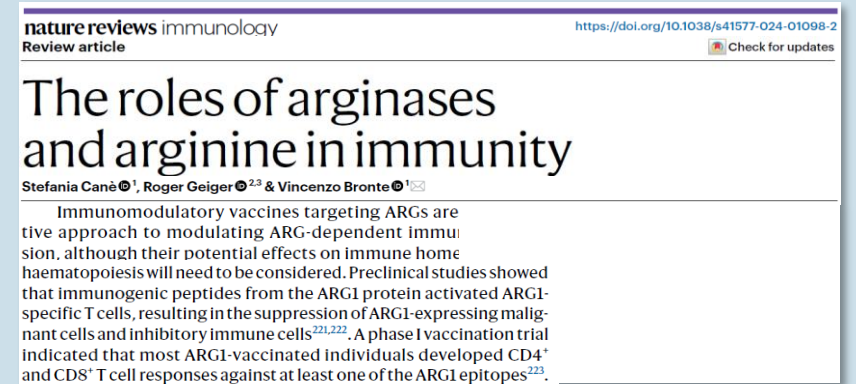 nature reviews immunology
https://doi.org/10.1038/s41577-024-01098-2
Review article
Check for updates
The roles of arginases
and arginine in immunity
Stefania Canè ¹, Roger Geiger ²,³ & Vincenzo Bronte ¹
Immunomodulatory vaccines targeting ARGs are
tive approach to modulating ARG-dependent
sion, although their potential effects on immune
haematopoiesis will need to be considered. Preclinical studies showed
that immunogenic peptides from the ARG1 protein activated ARG1-
specific T cells, resulting in the suppression of ARG1-expressing malig-
nant cells and inhibitory immune cells²²¹,²²². A phase I vaccination trial
indicated that most ARG1-vaccinated individuals developed CD4⁺
and CD8⁺ T cell responses against at least one of the ARG1 epitopes²²³.